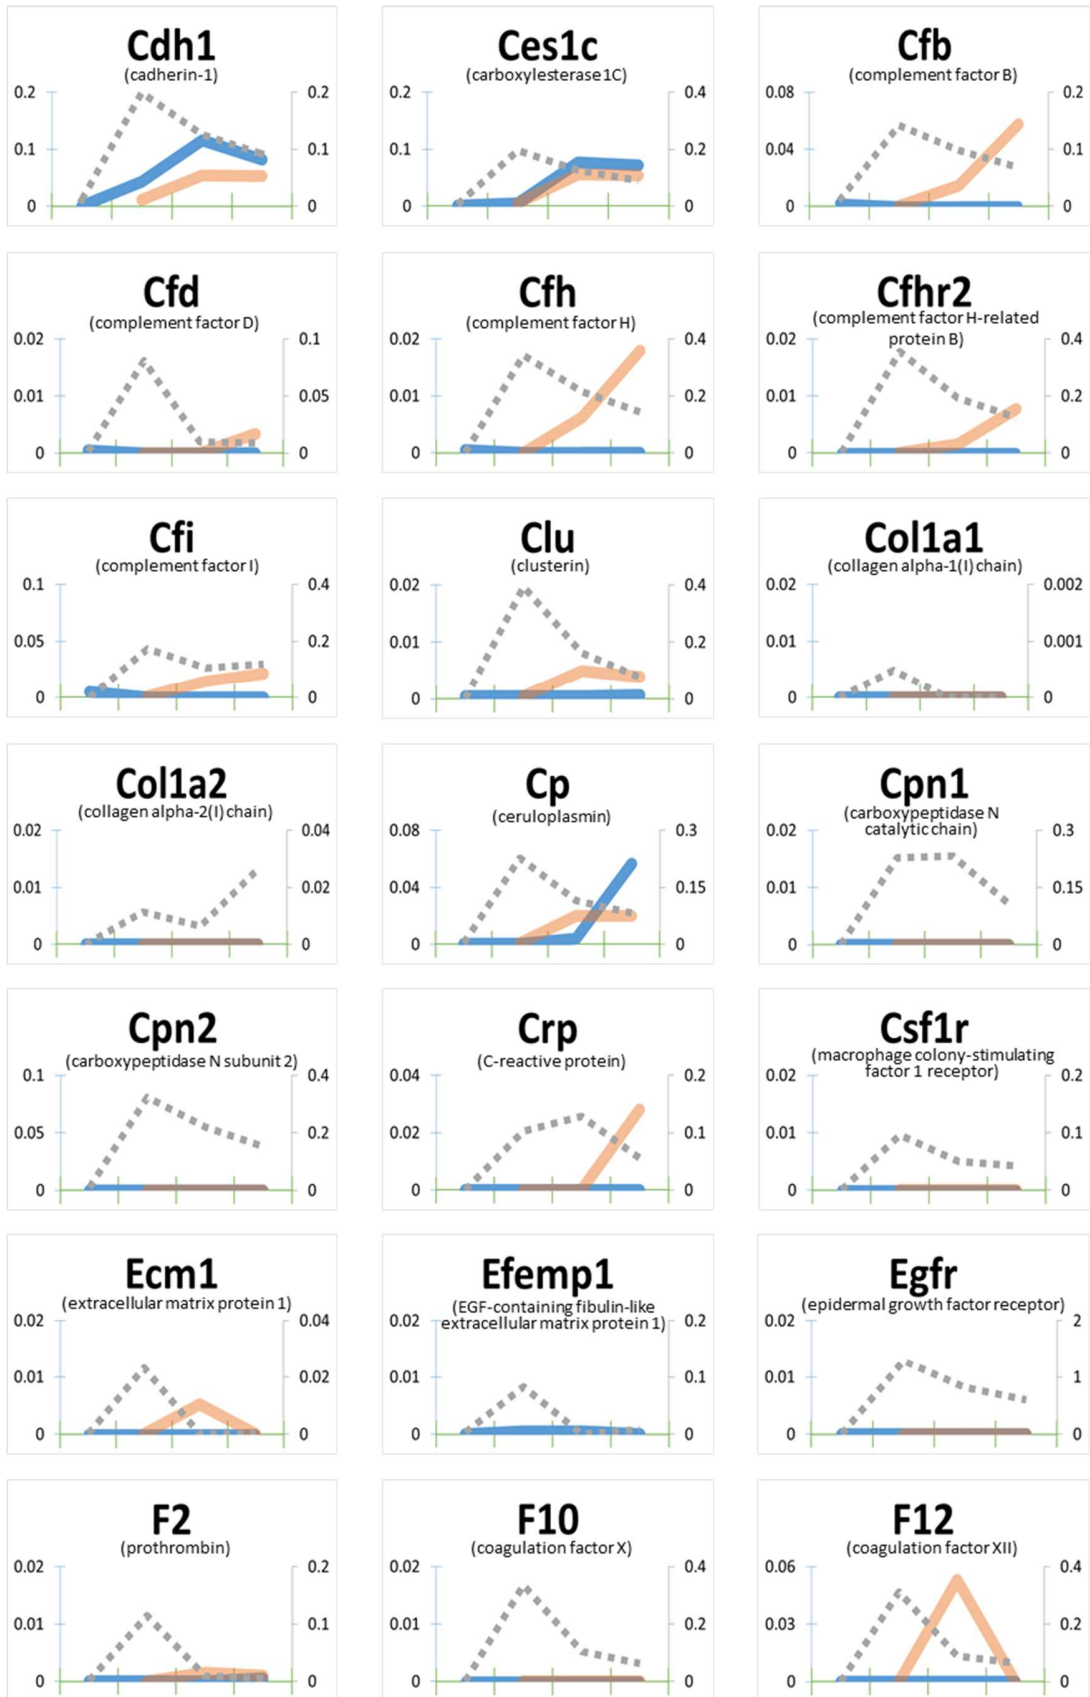 Cdh1
(cadherin-1)
0.2
0.1
0
0.2
0.1
0
Ces1c
(carboxylesterase 1C)
0.2
0.1
0
0.4
0.2
0
Cfb
(complement factor B)
0.08
0.04
0
0.2
0.1
0
Cfd
(complement factor D)
0.02
0.01
0
0.1
0.05
0
Cfh
(complement factor H)
0.02
0.01
0
0.4
0.2
0
Cfhr2
(complement factor H-related
protein B)
0.02
0.01
0
0.4
0.2
0
Cfi
(complement factor I)
0.1
0.05
0
0.4
0.2
0
Clu
(clusterin)
0.02
0.01
0
0.4
0.2
0
Col1a1
(collagen alpha-1(I) chain)
0.02
0.01
0
0.002
0.001
0
Col1a2
(collagen alpha-2(I) chain)
0.02
0.01
0
0.04
0.02
0
Cp
(ceruloplasmin)
0.08
0.04
0
0.3
0.15
0
Cpn1
(carboxypeptidase N
catalytic chain)
0.02
0.01
0
0.3
0.15
0
Cpn2
(carboxypeptidase N subunit 2)
0.1
0.05
0
0.4
0.2
0
Crp
(C-reactive protein)
0.04
0.02
0
0.2
0.1
0
Csf1r
(macrophage colony-stimulating
factor 1 receptor)
0.02
0.01
0
0.2
0.1
0
Ecm1
(extracellular matrix protein 1)
0.02
0.01
0
0.04
0.02
0
Efemp1
(EGF-containing fibulin-like
extracellular matrix protein 1)
0.02
0.01
0
0.2
0.1
0
Egfr
(epidermal growth factor receptor)
0.02
0.01
0
2
1
0
F2
(prothrombin)
0.02
0.01
0
0.2
0.1
0
F10
(coagulation factor X)
0.02
0.01
0
0.4
0.2
0
F12
(coagulation factor XII)
0.06
0.03
0
0.4
0.2
0